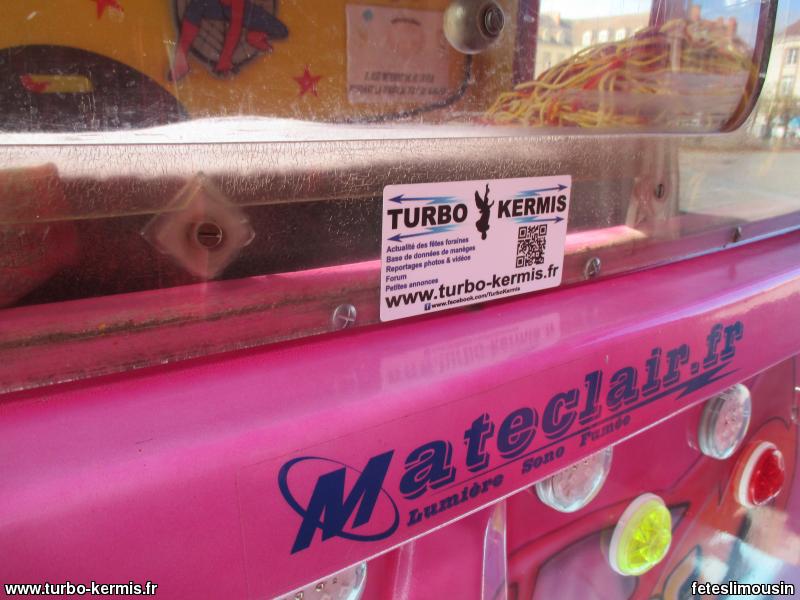 TURBO KERMIS
Actualité des fêtes foraines
Base de données de manèges
Reportages photos & vidéos
Forum
Petites annonces
www.turbo-kermis.fr
www.facebook.com/TurboKermis
Mateclair.fr
Lumière Sono Fumée
www.turbo-kermis.fr
feteslimousin